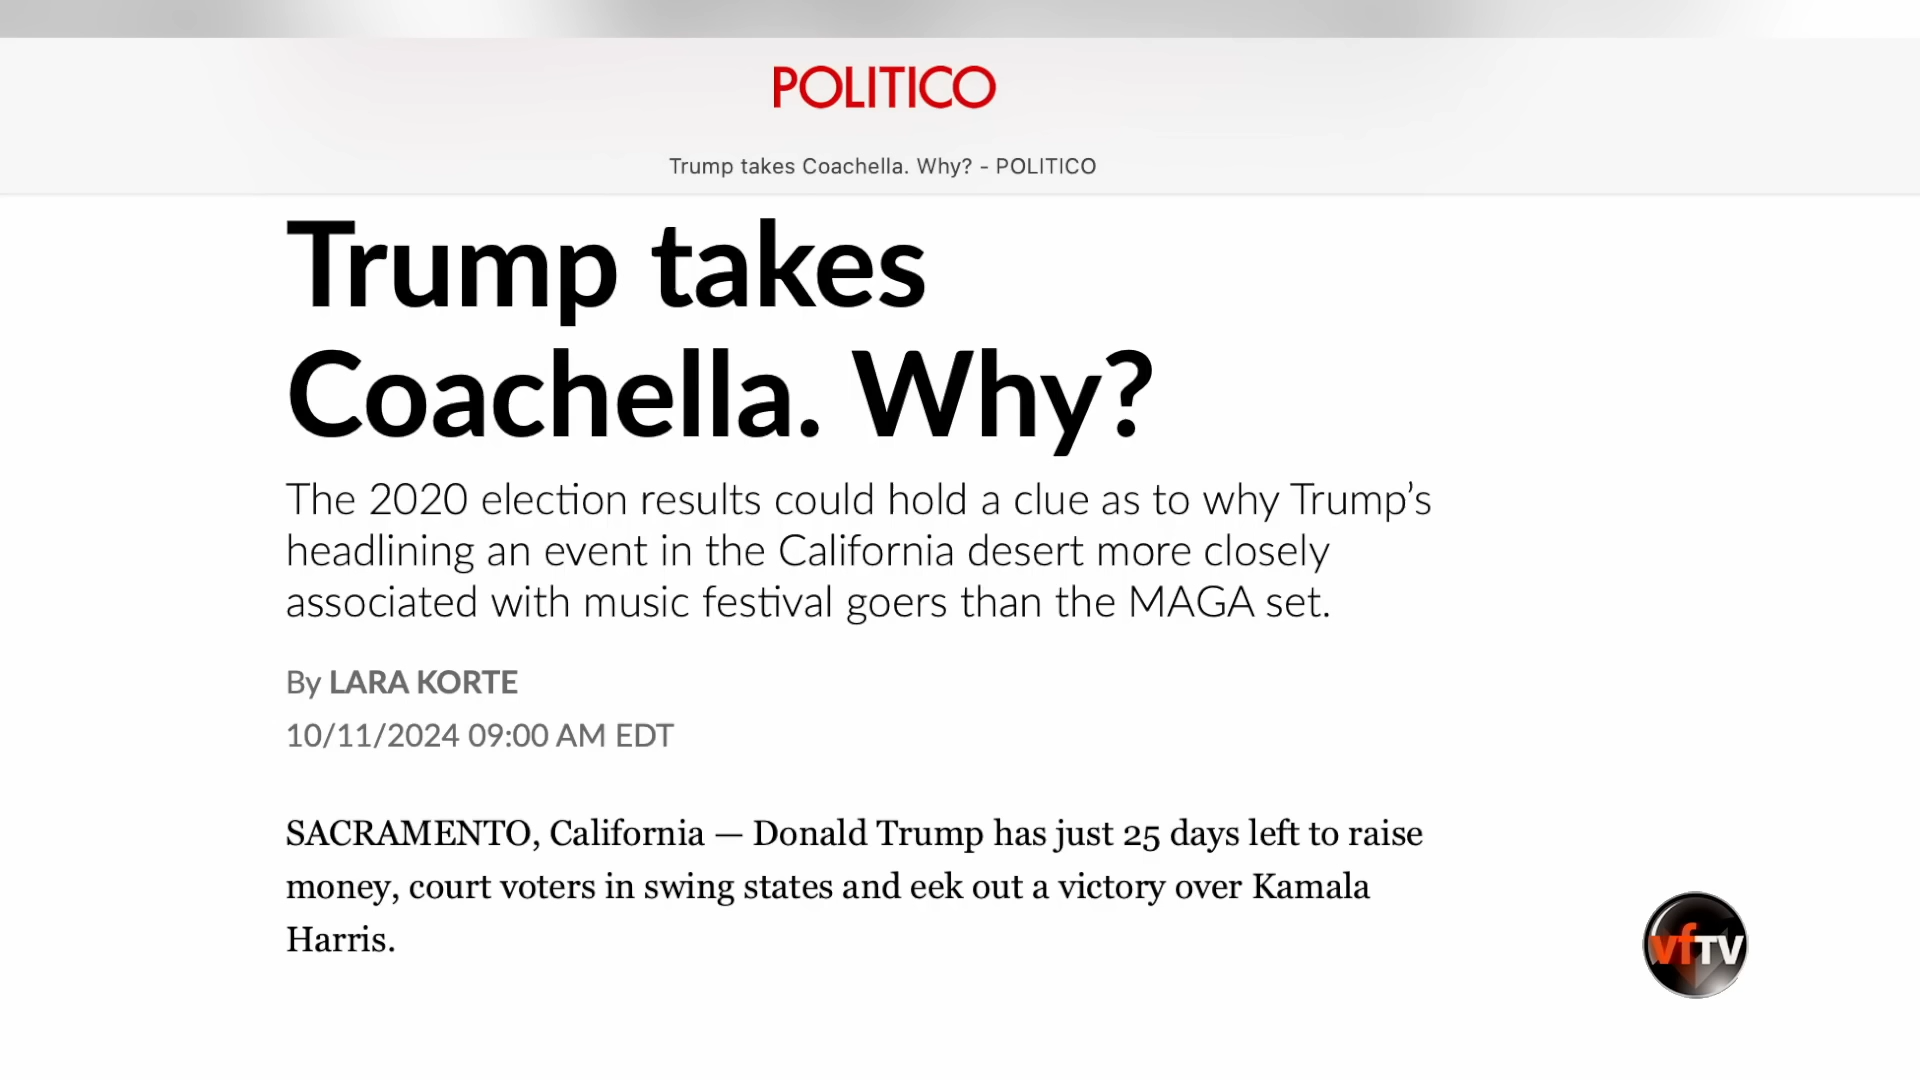 POLITICO
Trump takes Coachella. Why? - POLITICO
Trump takes
Coachella. Why?
The 2020 election results could hold a clue as to why Trump’s
headlining an event in the California desert more closely
associated with music festival goers than the MAGA set.
By LARA KORTE
10/11/2024 09:00 AM EDT
SACRAMENTO, California — Donald Trump has just 25 days left to raise
money, court voters in swing states and eek out a victory over Kamala
Harris.
vfTV